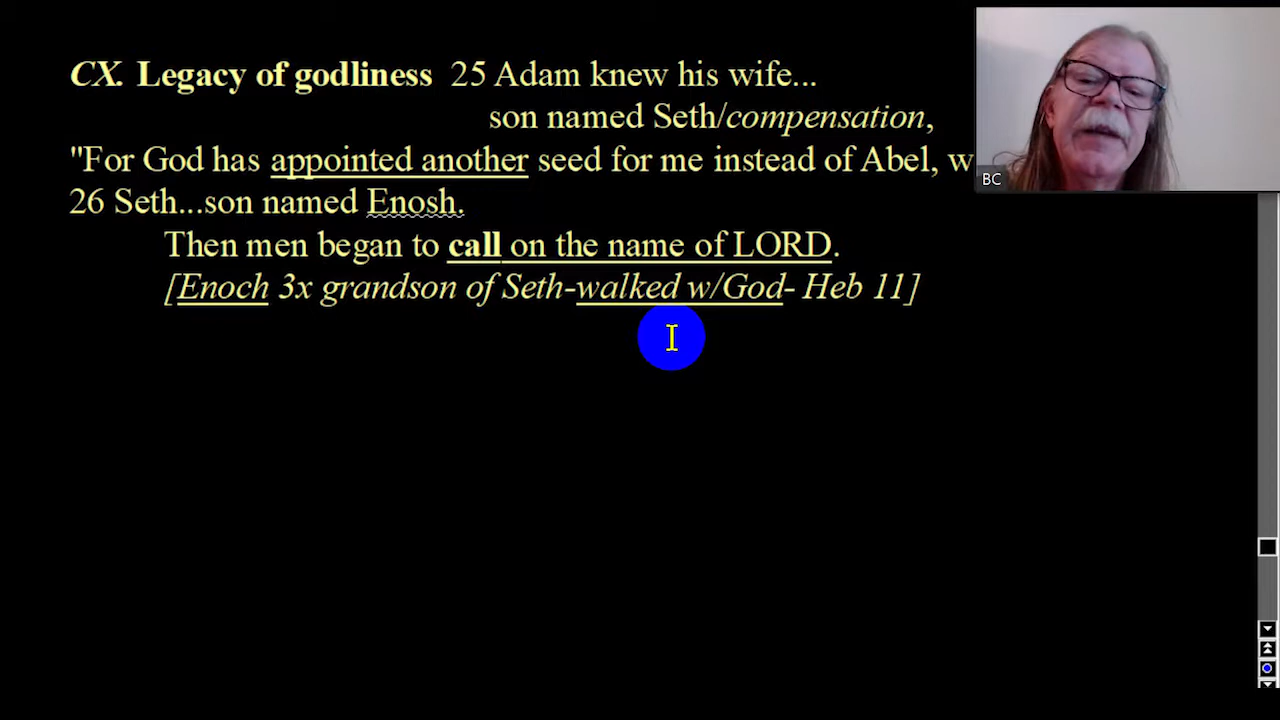 CX. Legacy of godliness 25 Adam knew his wife...
son named Seth/compensation,
"For God has appointed another seed for me instead of Abel, w
26 Seth...son named Enosh.
Then men began to call on the name of LORD.
[Enoch 3x grandson of Seth-walked w/God- Heb 11]
BC